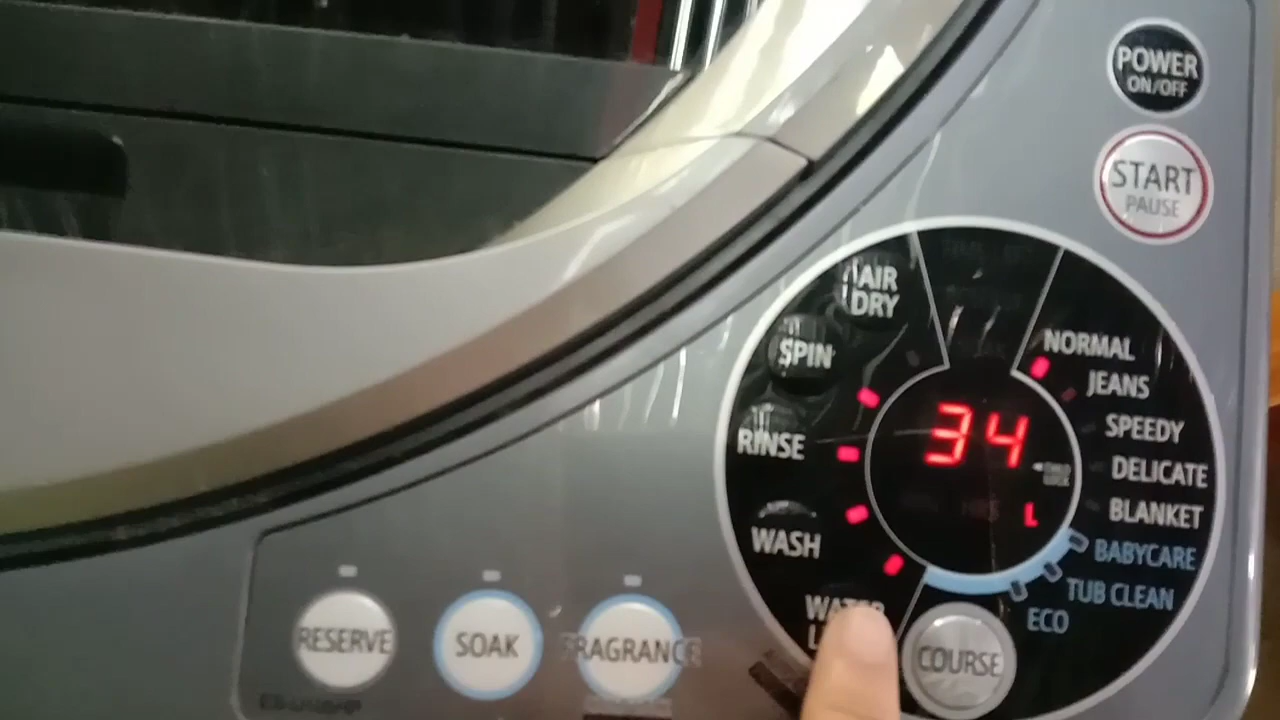 POWER
ON/OFF
START
PAUSE
AIR
DRY
SPIN
RINSE
WASH
WATER
34
L
NORMAL
JEANS
SPEEDY
DELICATE
BLANKET
BABYCARE
TUB CLEAN
ECO
COURSE
RESERVE
SOAK
FRAGRANCE